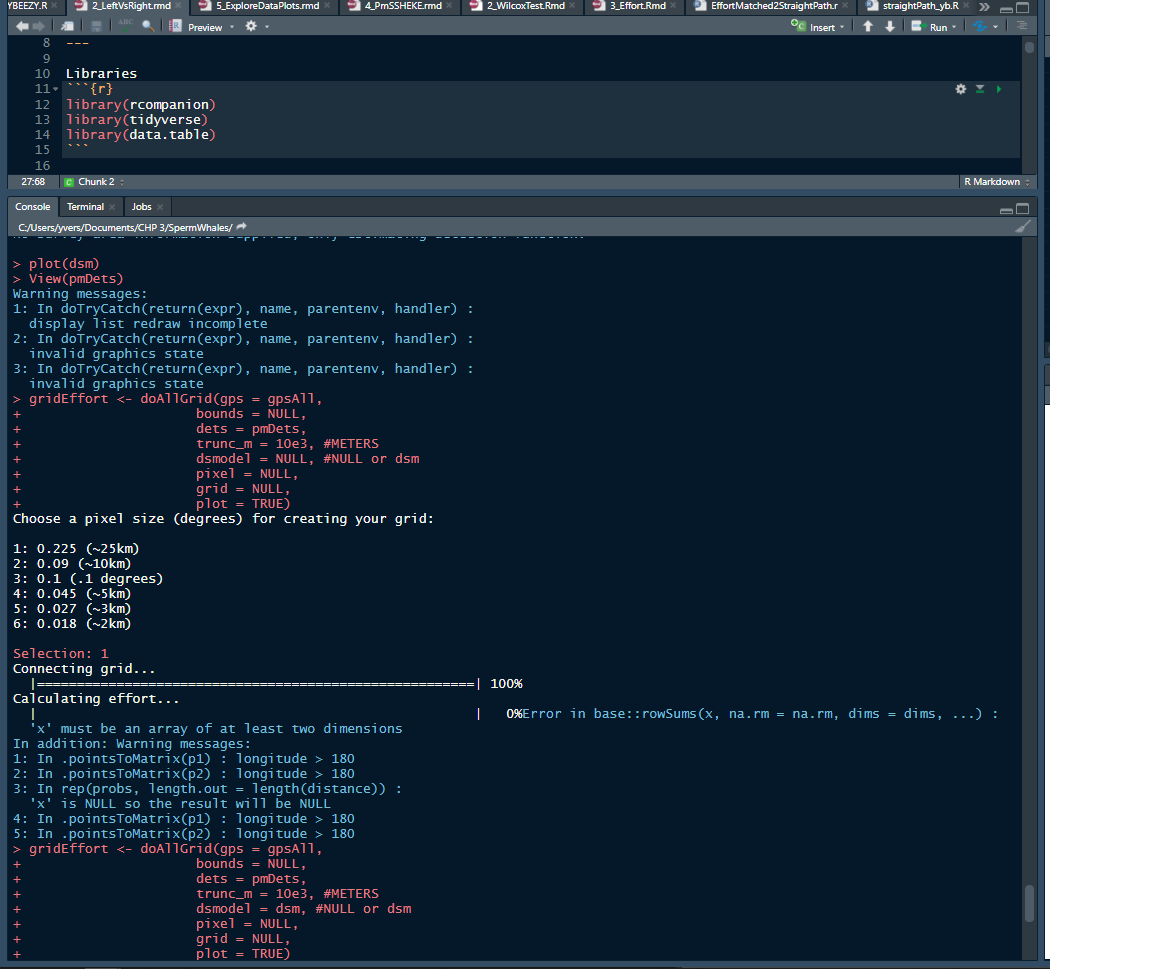 YBEEZY.R 2_LeftVsRight.rmd 5_ExploreDataPlots.rmd 4_PmSSHEKE.rmd 2_WilcoxTest.Rmd 3_Effort.Rmd EffortMatched2StraightPath.r straightPath_yb.R
ABC Preview Insert Run
8 ---
9
10 Libraries
11 ```{r}
12 library(rcompanion)
13 library(tidyverse)
14 library(data.table)
15 ```
16
27:68 C Chunk 2 R Markdown
Console Terminal Jobs
C:/Users/yvers/Documents/CHP 3/SpermWhales/
> plot(dsm)
> View(pmDets)
Warning messages:
1: In doTryCatch(return(expr), name, parentenv, handler) :
display list redraw incomplete
2: In doTryCatch(return(expr), name, parentenv, handler) :
invalid graphics state
3: In doTryCatch(return(expr), name, parentenv, handler) :
invalid graphics state
> gridEffort <- doAllGrid(gps = gpsAll,
+ bounds = NULL,
+ dets = pmDets,
+ trunc_m = 10e3, #METERS
+ dsmodel = NULL, #NULL or dsm
+ pixel = NULL,
+ grid = NULL,
+ plot = TRUE)
Choose a pixel size (degrees) for creating your grid:
1: 0.225 (~25km)
2: 0.09 (~10km)
3: 0.1 (.1 degrees)
4: 0.045 (~5km)
5: 0.027 (~3km)
6: 0.018 (~2km)
Selection: 1
Connecting grid...
|=======================================================| 100%
Calculating effort...
| | 0%Error in base::rowSums(x, na.rm = na.rm, dims = dims, ...) :
'x' must be an array of at least two dimensions
In addition: Warning messages:
1: In .pointsToMatrix(p1) : longitude > 180
2: In .pointsToMatrix(p2) : longitude > 180
3: In rep(probs, length.out = length(distance)) :
'x' is NULL so the result will be NULL
4: In .pointsToMatrix(p1) : longitude > 180
5: In .pointsToMatrix(p2) : longitude > 180
> gridEffort <- doAllGrid(gps = gpsAll,
+ bounds = NULL,
+ dets = pmDets,
+ trunc_m = 10e3, #METERS
+ dsmodel = dsm, #NULL or dsm
+ pixel = NULL,
+ grid = NULL,
+ plot = TRUE)